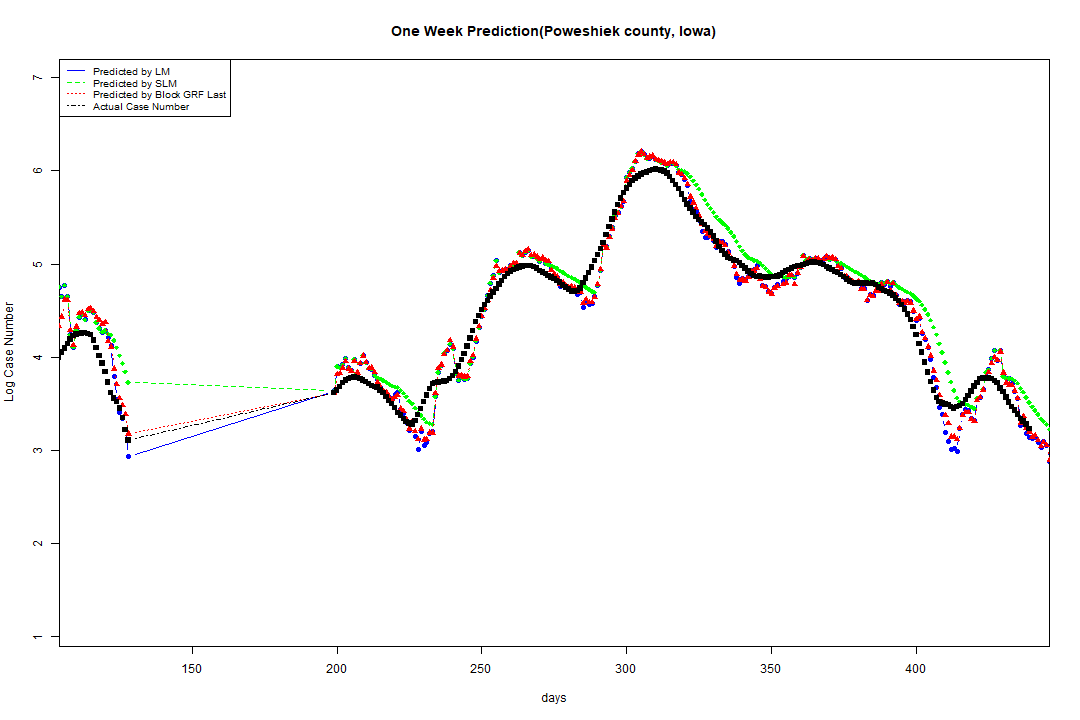 One Week Prediction(Poweshiek county, Iowa)
Predicted by LM
Predicted by SLM
Predicted by Block GRF Last
Actual Case Number
7
6
5
4
3
2
1
Log Case Number
150
200
250
300
350
400
days